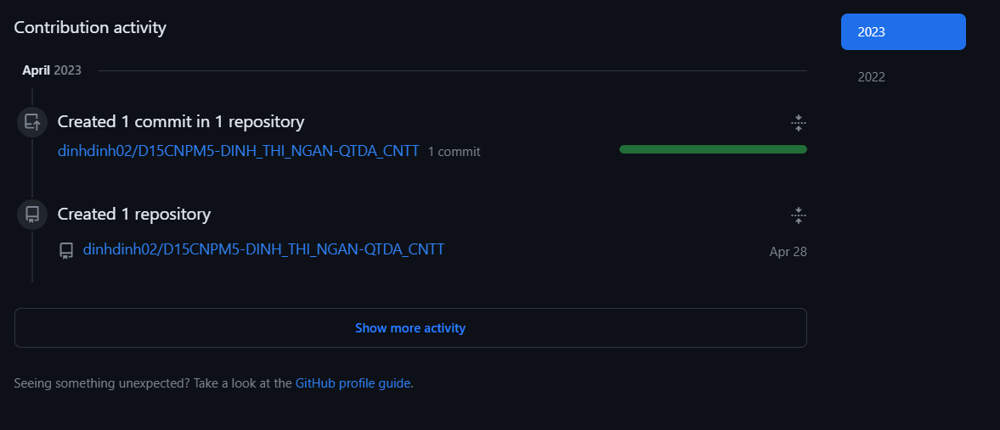 Contribution activity
2023
April 2023
2022
Created 1 commit in 1 repository
dinhdinh02/D15CNPM5-DINH_THI_NGAN-QTDA_CNTT 1 commit
Created 1 repository
dinhdinh02/D15CNPM5-DINH_THI_NGAN-QTDA_CNTT Apr 28
Show more activity
Seeing something unexpected? Take a look at the GitHub profile guide.